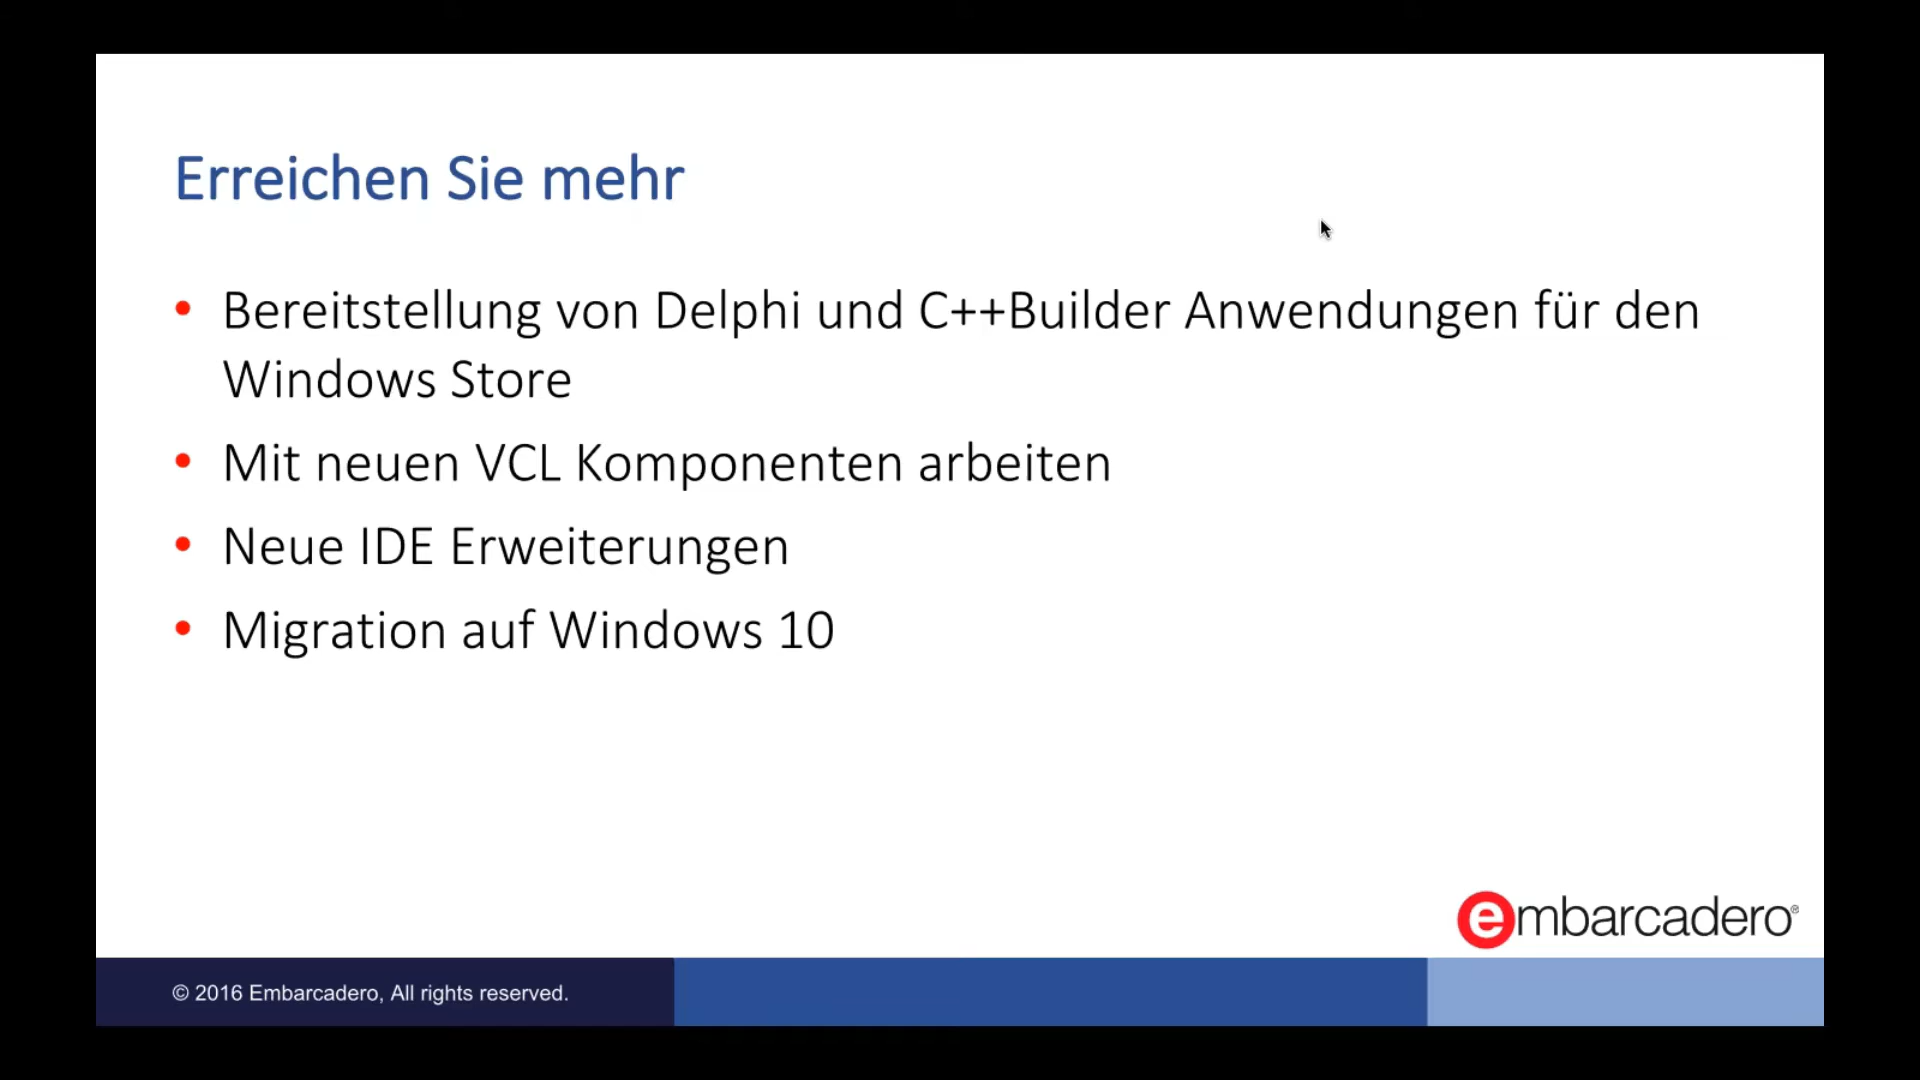 Erreichen Sie mehr
• Bereitstellung von Delphi und C++Builder Anwendungen für den
Windows Store
• Mit neuen VCL Komponenten arbeiten
• Neue IDE Erweiterungen
• Migration auf Windows 10
embarcadero®
© 2016 Embarcadero, All rights reserved.